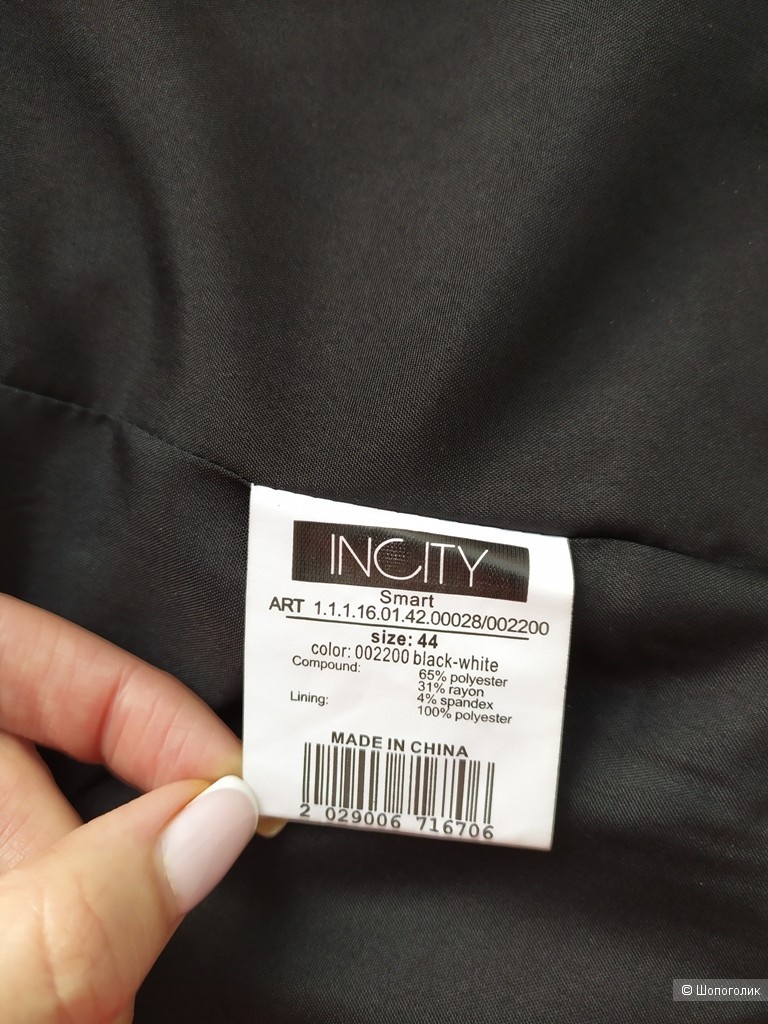 INCITY
Smart
ART 1.1.1.16.01.42.00028/002200
size: 44
color: 002200 black-white
Compound: 65% polyester
31% rayon
4% spandex
Lining: 100% polyester
MADE IN CHINA
2 029006 716706
© Шопоголик